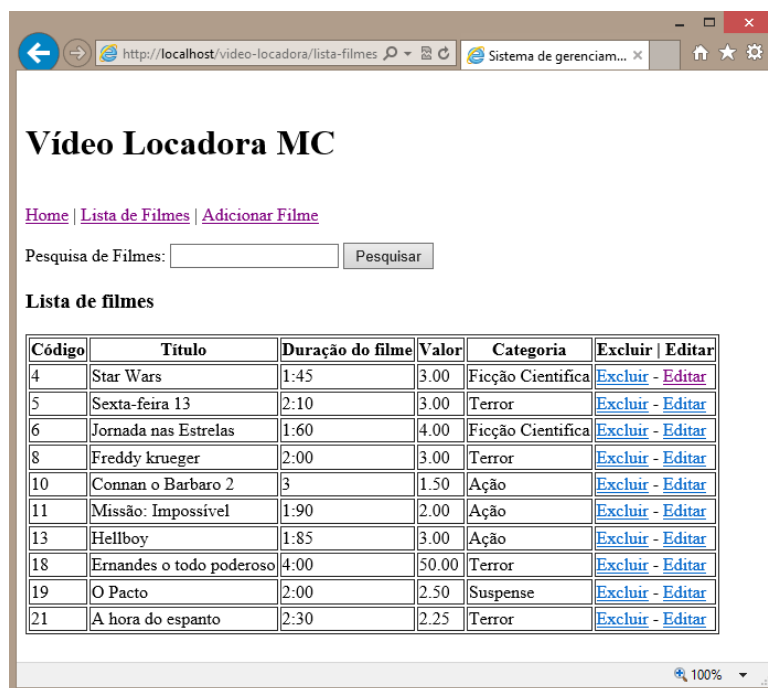 http://localhost/video-locadora/lista-filmes
Sistema de gerenciam...
Vídeo Locadora MC
Home | Lista de Filmes | Adicionar Filme
Pesquisa de Filmes: Pesquisar
Lista de filmes
Código Título Duração do filme Valor Categoria Excluir | Editar
4 Star Wars 1:45 3.00 Ficção Cientifica Excluir - Editar
5 Sexta-feira 13 2:10 3.00 Terror Excluir - Editar
6 Jornada nas Estrelas 1:60 4.00 Ficção Cientifica Excluir - Editar
8 Freddy krueger 2:00 3.00 Terror Excluir - Editar
10 Connan o Barbaro 2 3 1.50 Ação Excluir - Editar
11 Missão: Impossível 1:90 2.00 Ação Excluir - Editar
13 Hellboy 1:85 3.00 Ação Excluir - Editar
18 Ernandes o todo poderoso 4:00 50.00 Terror Excluir - Editar
19 O Pacto 2:00 2.50 Suspense Excluir - Editar
21 A hora do espanto 2:30 2.25 Terror Excluir - Editar
100%